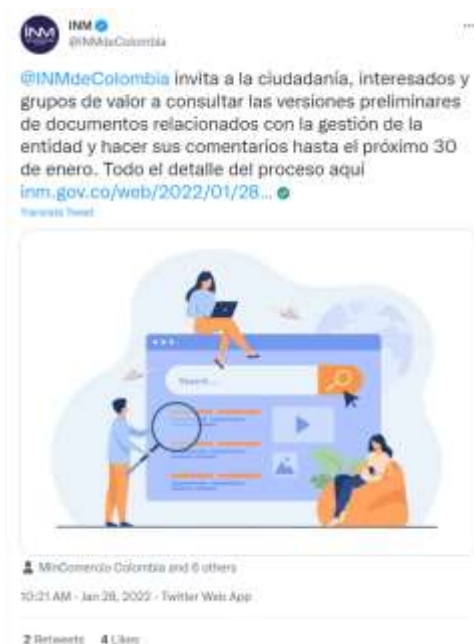 INM
INM
@INMdeColombia
@INMdeColombia invita a la ciudadanía, interesados y
grupos de valor a consultar las versiones preliminares
de documentos relacionados con la gestión de la
entidad y hacer sus comentarios hasta el próximo 30
de enero. Todo el detalle del proceso aquí
inm.gov.co/web/2022/01/28...
Translate Tweet
Search...
MinComercio Colombia and 6 others
10:21 AM · Jan 28, 2022 · Twitter Web App
2 Retweets 4 Likes